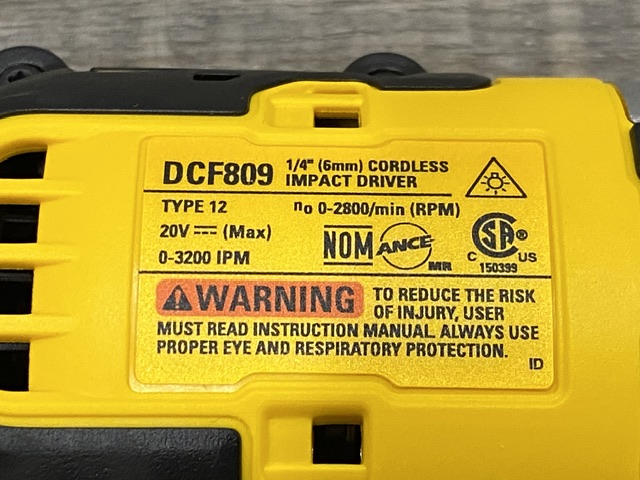 DCF809 1/4" (6mm) CORDLESS
IMPACT DRIVER
TYPE 12 no 0-2800/min (RPM)
20V ⎓ (Max)
0-3200 IPM
NOM ANCE MR
CSA ® C US
150399
WARNING TO REDUCE THE RISK
OF INJURY, USER
MUST READ INSTRUCTION MANUAL. ALWAYS USE
PROPER EYE AND RESPIRATORY PROTECTION.
ID